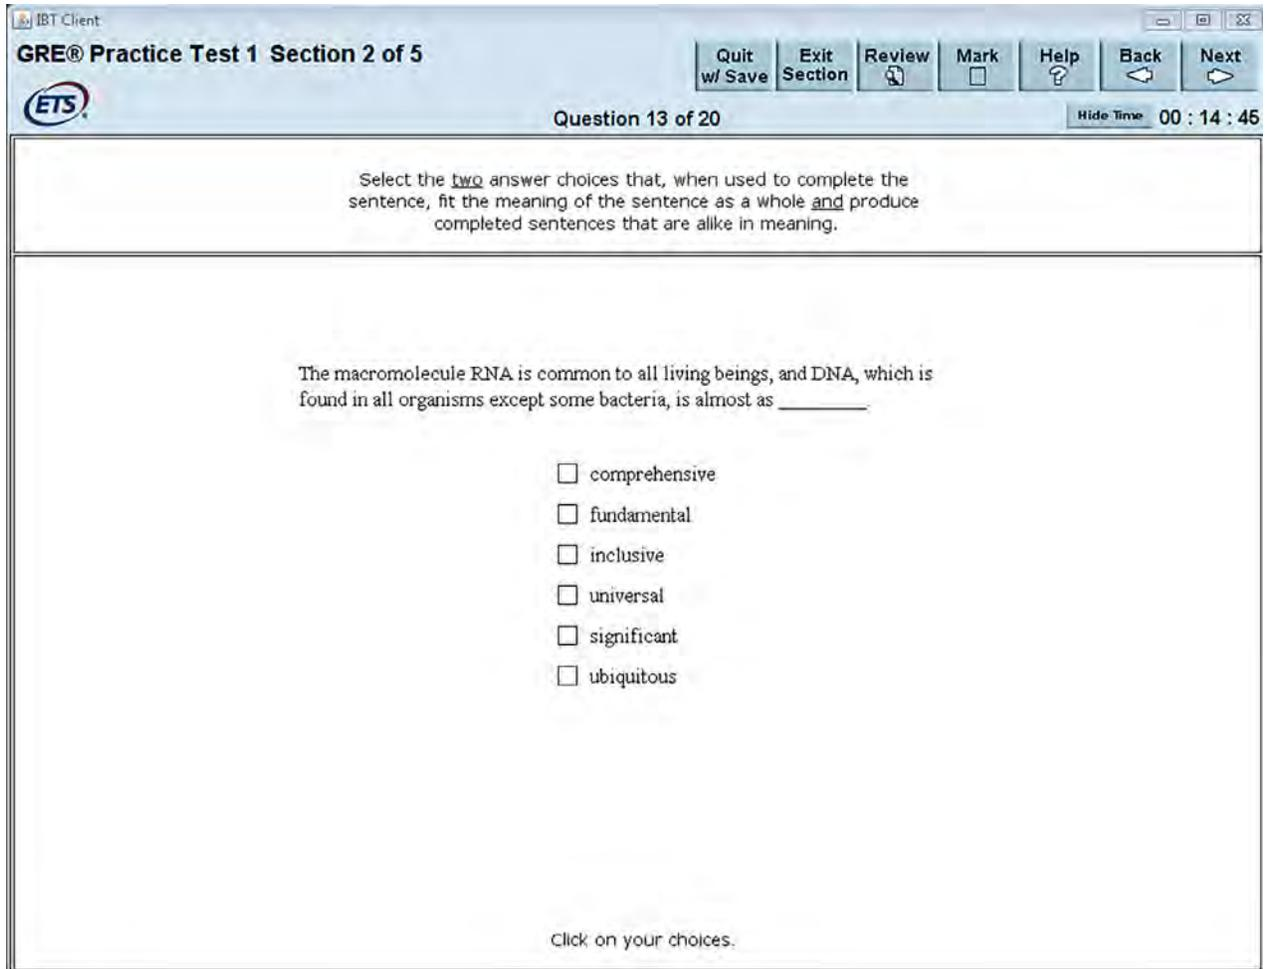 IBT Client
GRE® Practice Test 1 Section 2 of 5
Quit w/ Save
Exit Section
Review
Mark
Help
?
Back
Next
ETS
Question 13 of 20
Hide Time 00 : 14 : 45
Select the two answer choices that, when used to complete the
sentence, fit the meaning of the sentence as a whole and produce
completed sentences that are alike in meaning.
The macromolecule RNA is common to all living beings, and DNA, which is
found in all organisms except some bacteria, is almost as ________
comprehensive
fundamental
inclusive
universal
significant
ubiquitous
Click on your choices.